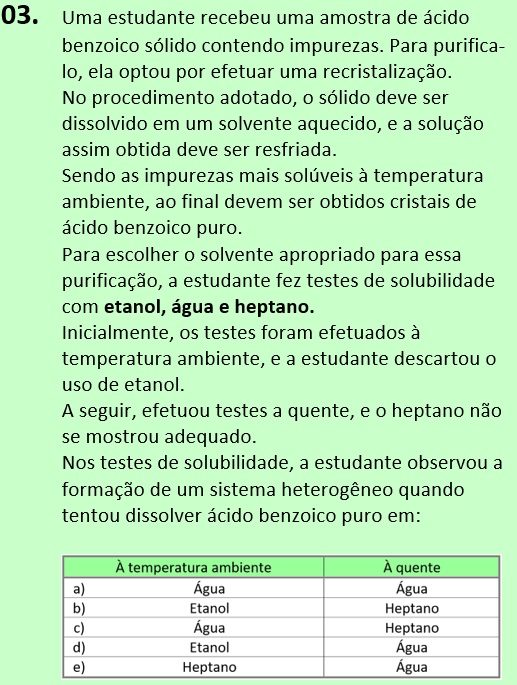 03. Uma estudante recebeu uma amostra de ácido
benzoico sólido contendo impurezas. Para purifica-
lo, ela optou por efetuar uma recristalização.
No procedimento adotado, o sólido deve ser
dissolvido em um solvente aquecido, e a solução
assim obtida deve ser resfriada.
Sendo as impurezas mais solúveis à temperatura
ambiente, ao final devem ser obtidos cristais de
ácido benzoico puro.
Para escolher o solvente apropriado para essa
purificação, a estudante fez testes de solubilidade
com etanol, água e heptano.
Inicialmente, os testes foram efetuados à
temperatura ambiente, e a estudante descartou o
uso de etanol.
A seguir, efetuou testes a quente, e o heptano não
se mostrou adequado.
Nos testes de solubilidade, a estudante observou a
formação de um sistema heterogêneo quando
tentou dissolver ácido benzoico puro em:
À temperatura ambiente À quente
a) Água Água
b) Etanol Heptano
c) Água Heptano
d) Etanol Água
e) Heptano Água